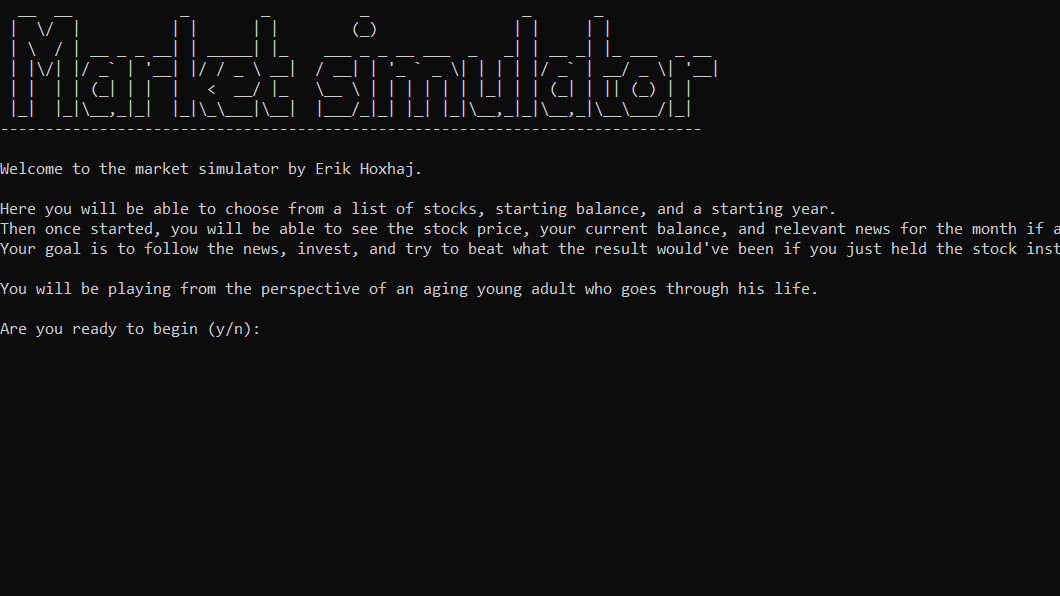 Market simulator
--------------------------------------------------------------------------------
Welcome to the market simulator by Erik Hoxhaj.
Here you will be able to choose from a list of stocks, starting balance, and a starting year.
Then once started, you will be able to see the stock price, your current balance, and relevant news for the month if
Your goal is to follow the news, invest, and try to beat what the result would've been if you just held the stock
You will be playing from the perspective of an aging young adult who goes through his life.
Are you ready to begin (y/n):